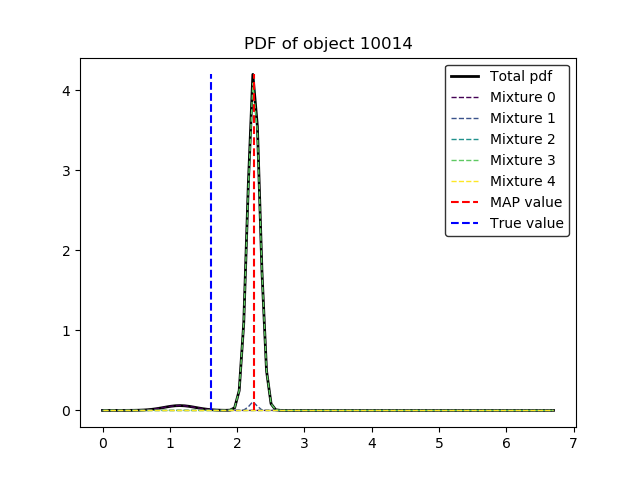 PDF of object 10014
Total pdf
Mixture 0
Mixture 1
Mixture 2
Mixture 3
Mixture 4
MAP value
True value
4
3
2
1
0
0 1 2 3 4 5 6 7